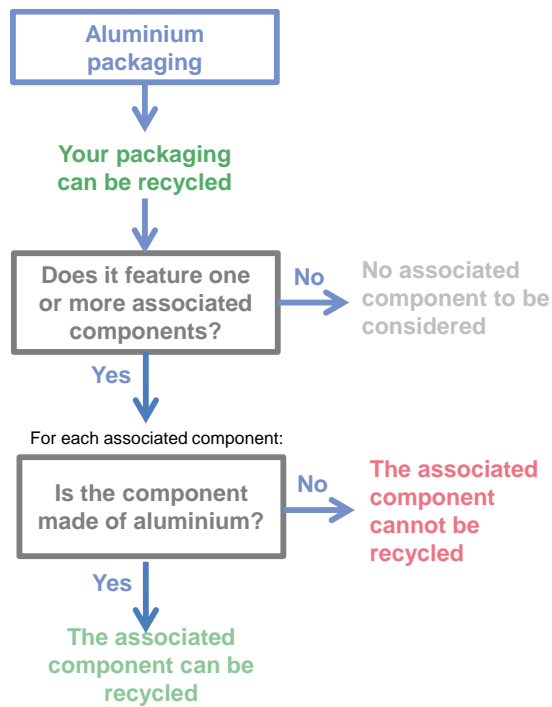 Aluminium
packaging
Your packaging
can be recycled
Does it feature one
or more associated
components?
No
No associated
component to be
considered
Yes
For each associated component:
Is the component
made of aluminium?
No
The associated
component
cannot be
recycled
Yes
The associated
component can be
recycled